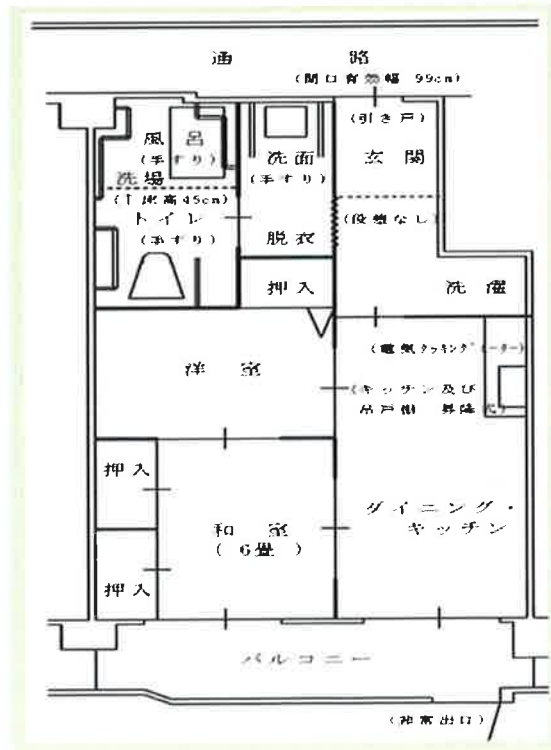 通 路
(開口有効幅 99cm)
(引き戸)
玄 関
風 呂
(手すり)
洗場
(↑床高45cm)
トイレ
(手すり)
洗面
(手すり)
脱衣
(段差なし)
押 入
洗 濯
洋 室
(電気クッキングヒーター)
(キッチン及び
吊戸棚 昇降式)
押 入
和 室
( 6畳 )
ダイニング・
キッチン
押 入
バルコニー
(非常出口)